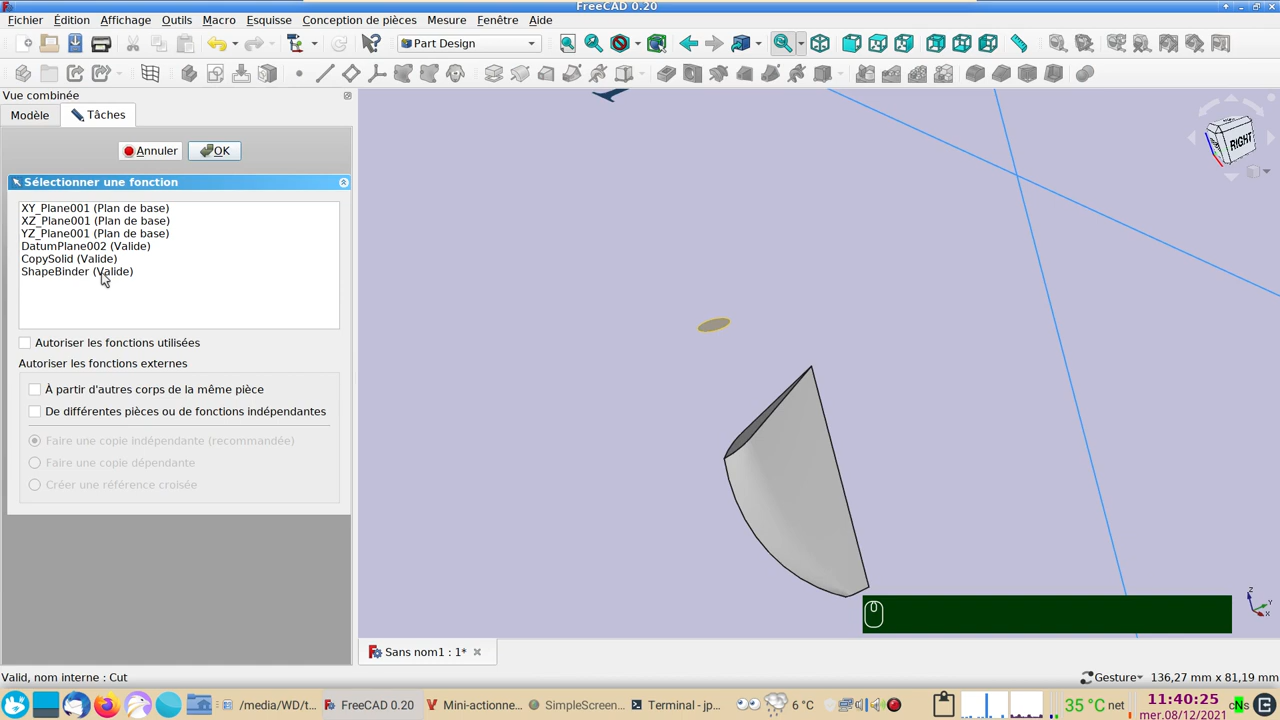 FreeCAD 0.20
Fichier Édition Affichage Outils Macro Esquisse Conception de pièces Mesure Fenêtre Aide
Part Design
Vue combinée
Modèle Tâches
Annuler OK
Sélectionner une fonction
XY_Plane001 (Plan de base)
XZ_Plane001 (Plan de base)
YZ_Plane001 (Plan de base)
DatumPlane002 (Valide)
CopySolid (Valide)
ShapeBinder (Valide)
Autoriser les fonctions utilisées
Autoriser les fonctions externes
À partir d'autres corps de la même pièce
De différentes pièces ou de fonctions indépendantes
Faire une copie indépendante (recommandée)
Faire une copie dépendante
Créer une référence croisée
RIGHT
Z
Y
X
Sans nom1 : 1*
Valid, nom interne : Cut
Gesture 136,27 mm x 81,19 mm
/media/WD/t... FreeCAD 0.20 Mini-actionne... SimpleScreen... Terminal - jp... 6 °C 35 °C net 11:40:25 cNs
mer.08/12/2021